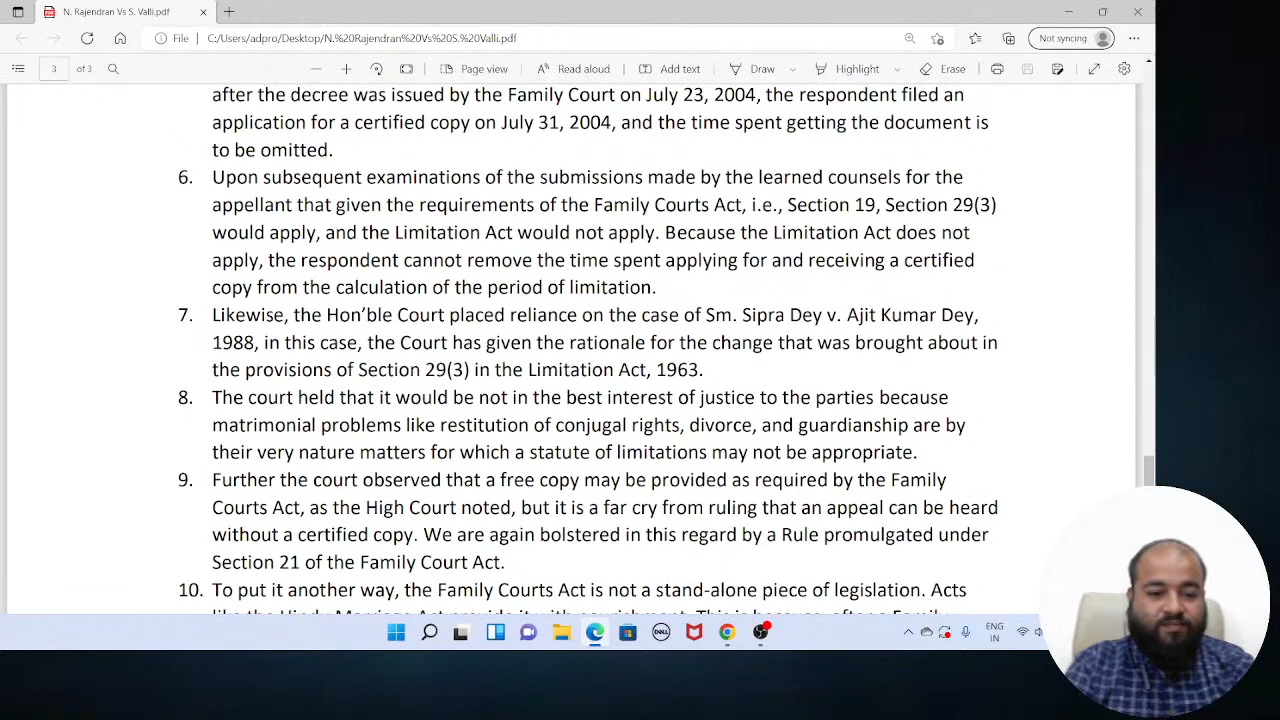 N. Rajendran Vs S. Valli.pdf
File
C:/Users/adpro/Desktop/N.%20Rajendran%20Vs%20S.%20Valli.pdf
Not syncing
3 of 3
Page view
Read aloud
Add text
Draw
Highlight
Erase
after the decree was issued by the Family Court on July 23, 2004, the respondent filed an
application for a certified copy on July 31, 2004, and the time spent getting the document is
to be omitted.
6. Upon subsequent examinations of the submissions made by the learned counsels for the
appellant that given the requirements of the Family Courts Act, i.e., Section 19, Section 29(3)
would apply, and the Limitation Act would not apply. Because the Limitation Act does not
apply, the respondent cannot remove the time spent applying for and receiving a certified
copy from the calculation of the period of limitation.
7. Likewise, the Hon’ble Court placed reliance on the case of Sm. Sipra Dey v. Ajit Kumar Dey,
1988, in this case, the Court has given the rationale for the change that was brought about in
the provisions of Section 29(3) in the Limitation Act, 1963.
8. The court held that it would be not in the best interest of justice to the parties because
matrimonial problems like restitution of conjugal rights, divorce, and guardianship are by
their very nature matters for which a statute of limitations may not be appropriate.
9. Further the court observed that a free copy may be provided as required by the Family
Courts Act, as the High Court noted, but it is a far cry from ruling that an appeal can be heard
without a certified copy. We are again bolstered in this regard by a Rule promulgated under
Section 21 of the Family Court Act.
10. To put it another way, the Family Courts Act is not a stand-alone piece of legislation. Acts
like the Hindu Marriage Act provide it with nourishment. This is because, after a Family
DELL
ENG
IN